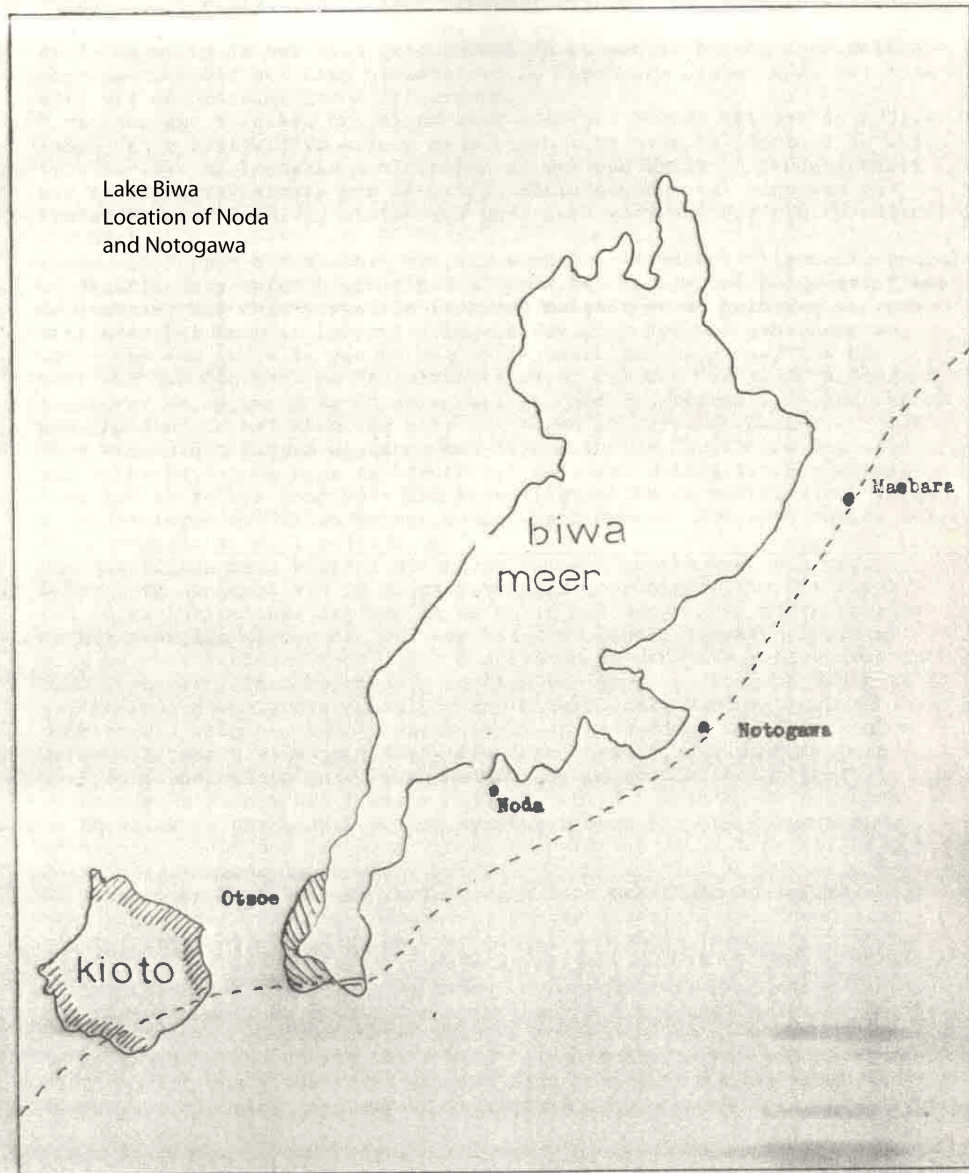 Lake Biwa
Location of Noda
and Notogawa
Maebara
biwa
meer
Notogawa
Noda
Otsoe
kioto